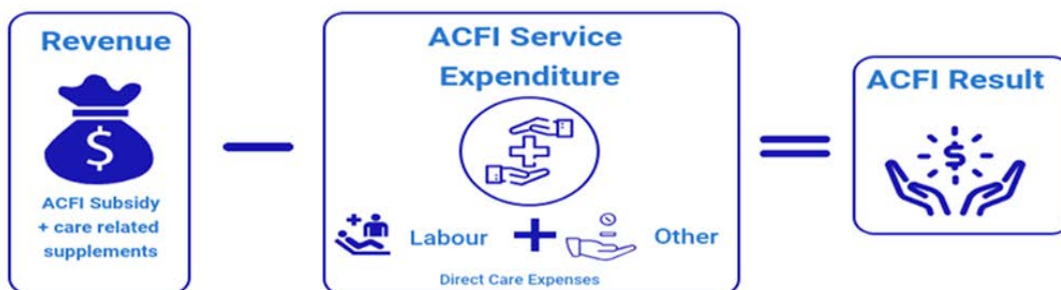 Revenue
$
ACFI Subsidy
+ care related
supplements
ACFI Service
Expenditure
Labour + Other
Direct Care Expenses
=
ACFI Result
$